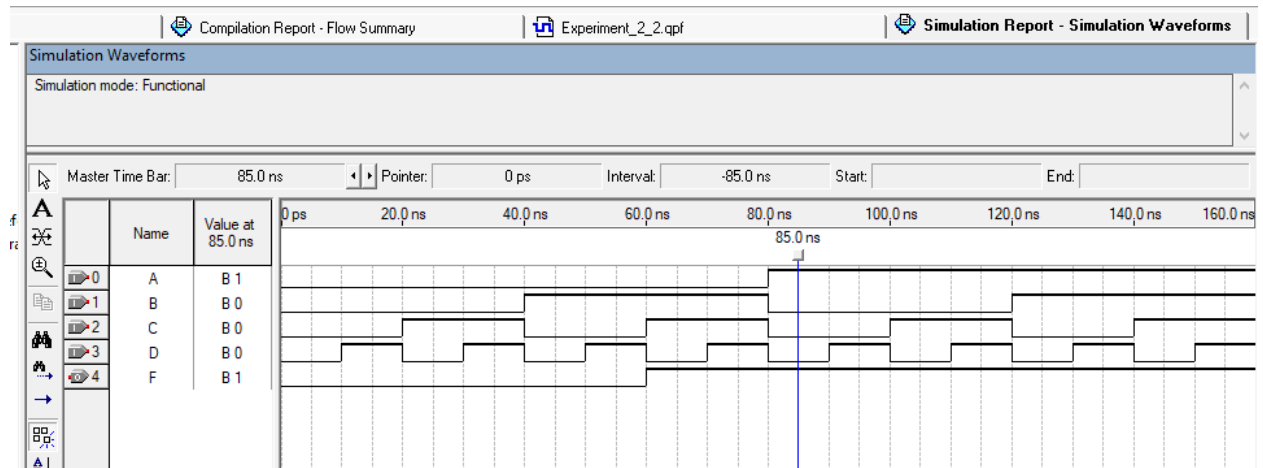 Compilation Report - Flow Summary
Experiment_2_2.qpf
Simulation Report - Simulation Waveforms
Simulation Waveforms
Simulation mode: Functional
Master Time Bar: 85.0 ns Pointer: 0 ps Interval: -85.0 ns Start: End:
Name Value at 85.0 ns
0 ps 20.0 ns 40.0 ns 60.0 ns 80.0 ns 100.0 ns 120.0 ns 140.0 ns 160.0 ns
85.0 ns
0 A B 1
1 B B 0
2 C B 0
3 D B 0
4 F B 1